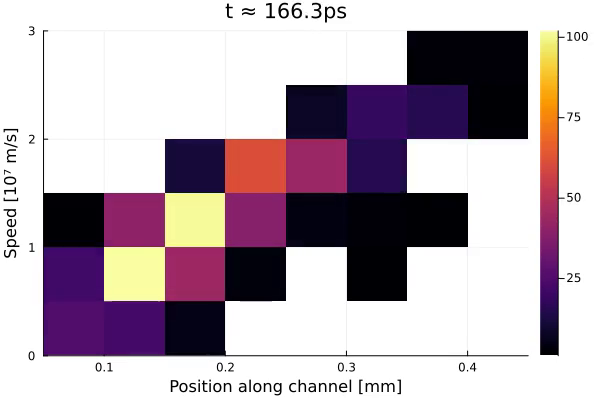 t ≈ 166.3ps
3
2
1
0
Speed [10⁷ m/s]
0.1 0.2 0.3 0.4
Position along channel [mm]
100
75
50
25